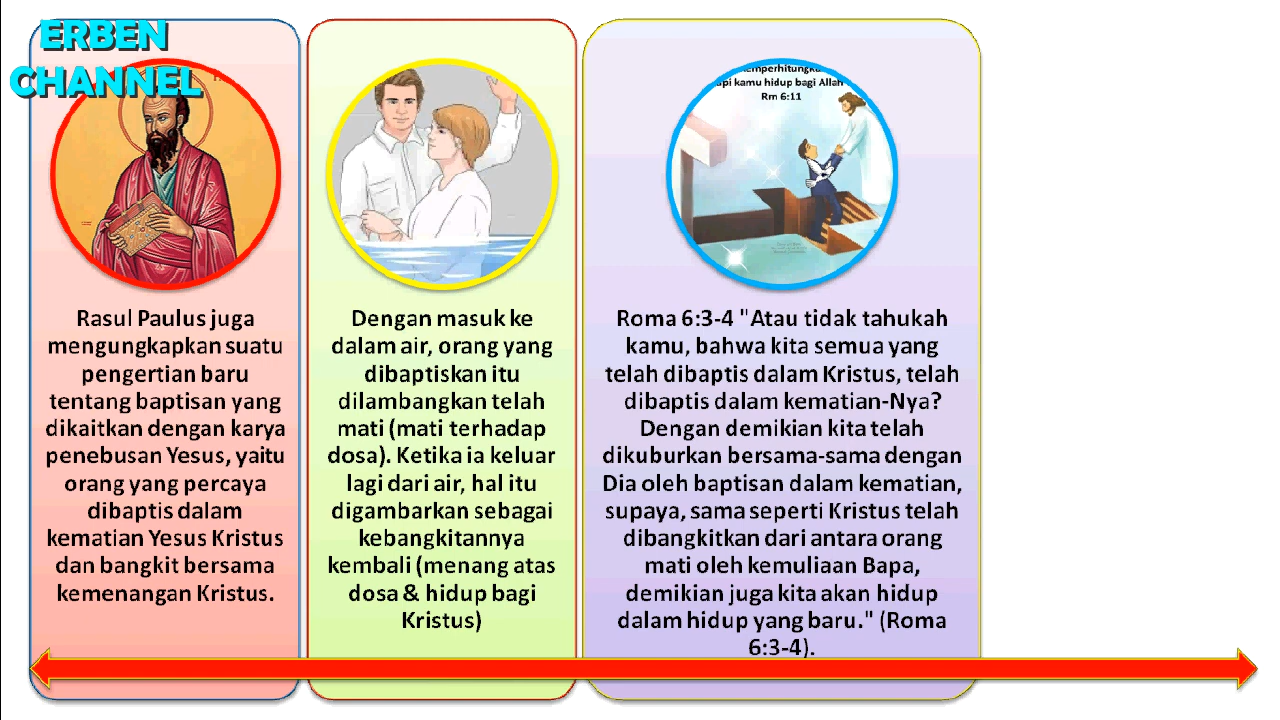 ERBEN
CHANNEL
Rasul Paulus juga
mengungkapkan suatu
pengertian baru
tentang baptisan yang
dikaitkan dengan karya
penebusan Yesus, yaitu
orang yang percaya
dibaptis dalam
kematian Yesus Kristus
dan bangkit bersama
kemenangan Kristus.
Dengan masuk ke
dalam air, orang yang
dibaptiskan itu
dilambangkan telah
mati (mati terhadap
dosa). Ketika ia keluar
lagi dari air, hal itu
digambarkan sebagai
kebangkitannya
kembali (menang atas
dosa & hidup bagi
Kristus)
kamu hidup bagi Allah
Rm 6:11
Roma 6:3-4 "Atau tidak tahukah
kamu, bahwa kita semua yang
telah dibaptis dalam Kristus, telah
dibaptis dalam kematian-Nya?
Dengan demikian kita telah
dikuburkan bersama-sama dengan
Dia oleh baptisan dalam kematian,
supaya, sama seperti Kristus telah
dibangkitkan dari antara orang
mati oleh kemuliaan Bapa,
demikian juga kita akan hidup
dalam hidup yang baru." (Roma
6:3-4).